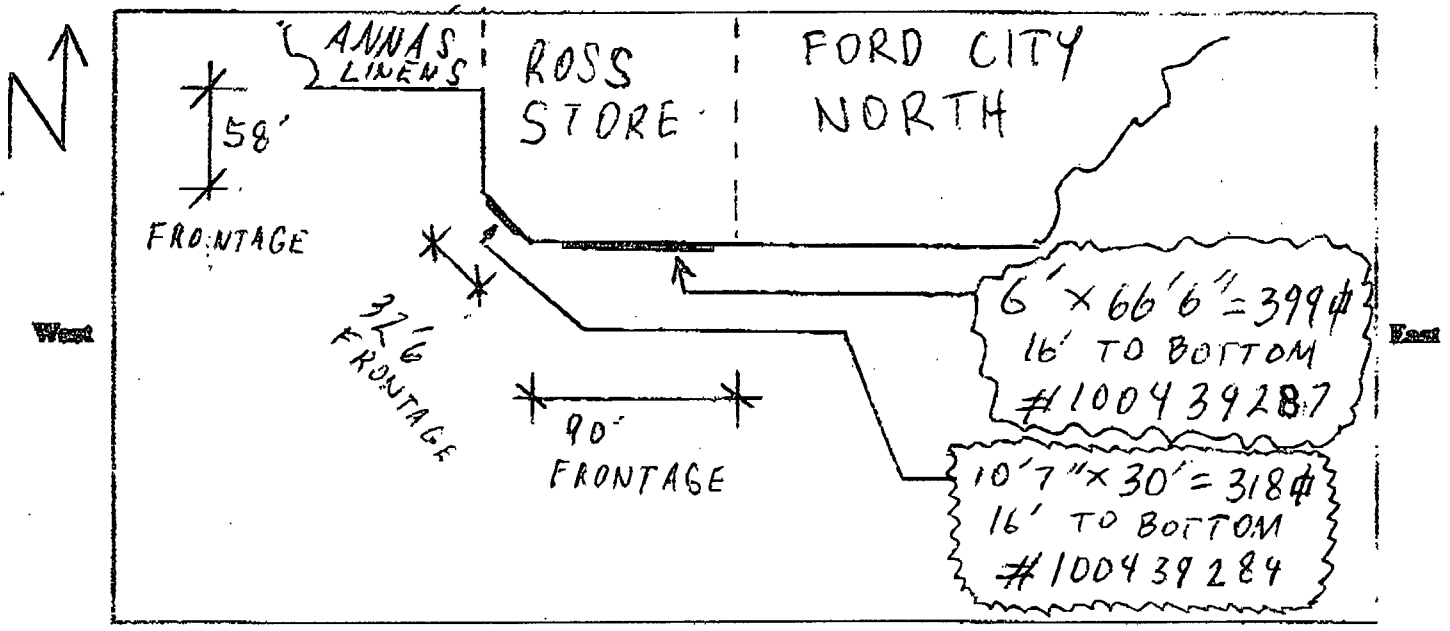 N
ANNAS
LINENS
ROSS
STORE
FORD CITY
NORTH
58'
FRONTAGE
32'6
FRONTAGE
West
East
90'
FRONTAGE
6' × 66'6" = 399⌷
16' TO BOTTOM
#100439287
10'7" × 30' = 318⌷
16' TO BOTTOM
#100439284